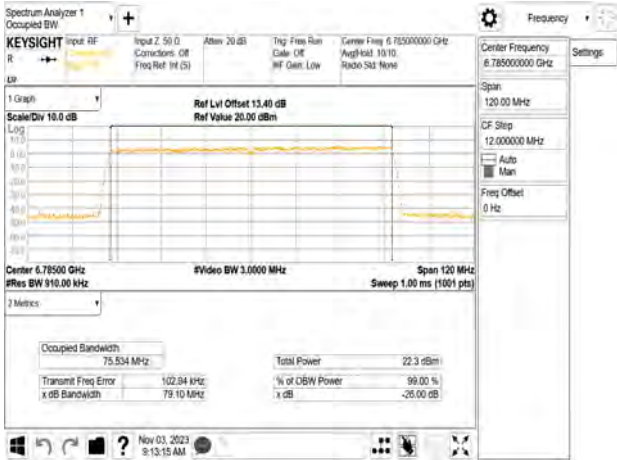 Spectrum Analyzer 1
Occupied BW
Frequency
KEYSIGHT
Input: RF
R
Input Z: 50 Ω
Corrections: Off
Freq Ref: Int (S)
Atten: 20 dB
Trig: Free Run
Gate: Off
#IF Gain: Low
Center Freq: 6.785000000 GHz
Avg|Hold: 10/10
Radio Std: None
Center Frequency
6.785000000 GHz
Settings
Span
120.00 MHz
CF Step
12.000000 MHz
Auto
Man
Freq Offset
0 Hz
1 Graph
Scale/Div 10.0 dB
Ref Lvl Offset 13.40 dB
Ref Value 20.00 dBm
Log
10.0
0.00
Center 6.78500 GHz
#Res BW 910.00 kHz
#Video BW 3.0000 MHz
Span 120 MHz
Sweep 1.00 ms (1001 pts)
2 Metrics
Occupied Bandwidth
75.534 MHz
Total Power 22.3 dBm
Transmit Freq Error 102.94 kHz
% of OBW Power 99.00 %
x dB Bandwidth 79.10 MHz
x dB -26.00 dB
?
Nov 03, 2023
9:13:15 AM